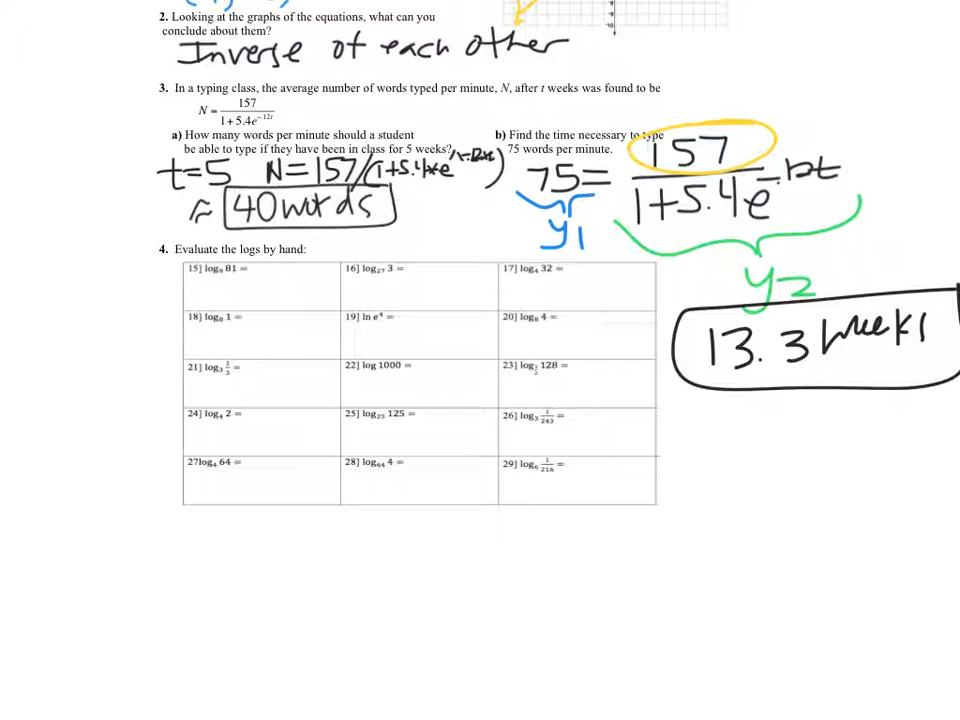 2. Looking at the graphs of the equations, what can you
conclude about them?
Inverse of each other
3. In a typing class, the average number of words typed per minute, N, after t weeks was found to be
N = 157 / 1 + 5.4e^-.12t
a) How many words per minute should a student
be able to type if they have been in class for 5 weeks?
t=5 N=157/(1+5.4*e^(-.12*t))
≈ 40 words
b) Find the time necessary to type
75 words per minute.
75 = 157 / 1+5.4e^-.12t
y1
y2
13.3 weeks
4. Evaluate the logs by hand:
15] log₉ 81 = 16] log₂₇ 3 = 17] log₄ 32 =
18] log₈ 1 = 19] ln e⁴ = 20] log₈ 4 =
21] log₃ 1/3 = 22] log 1000 = 23] log_1/2 128 =
24] log₄ 2 = 25] log₂₅ 125 = 26] log₃ 1/243 =
27log₄ 64 = 28] log₆₄ 4 = 29] log₆ 1/216 =